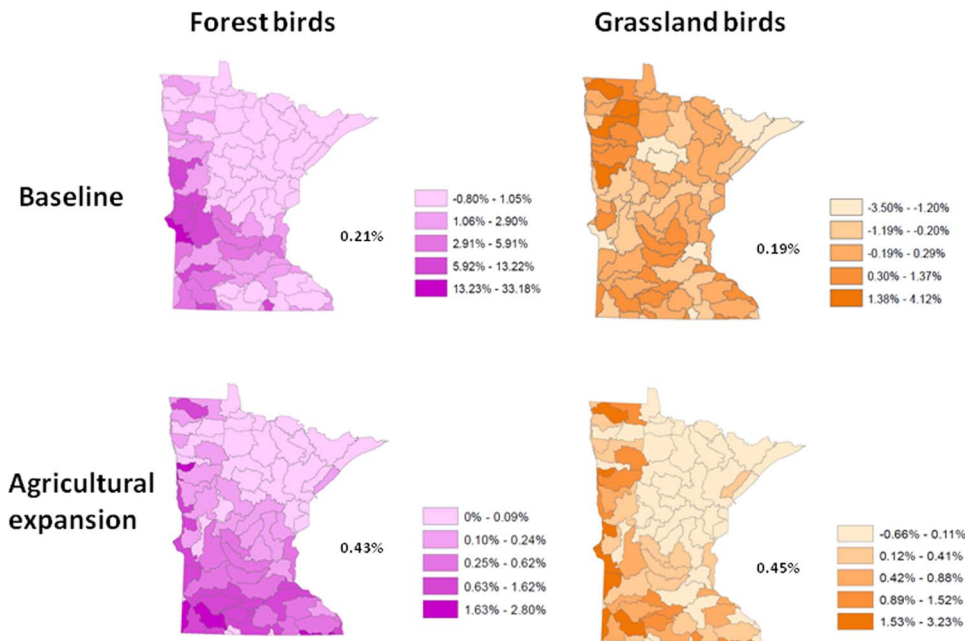 Forest birds
Grassland birds
Baseline
0.21%
-0.80% - 1.05%
1.06% - 2.90%
2.91% - 5.91%
5.92% - 13.22%
13.23% - 33.18%
0.19%
-3.50% - -1.20%
-1.19% - -0.20%
-0.19% - 0.29%
0.30% - 1.37%
1.38% - 4.12%
Agricultural
expansion
0.43%
0% - 0.09%
0.10% - 0.24%
0.25% - 0.62%
0.63% - 1.62%
1.63% - 2.80%
0.45%
-0.66% - 0.11%
0.12% - 0.41%
0.42% - 0.88%
0.89% - 1.52%
1.53% - 3.23%